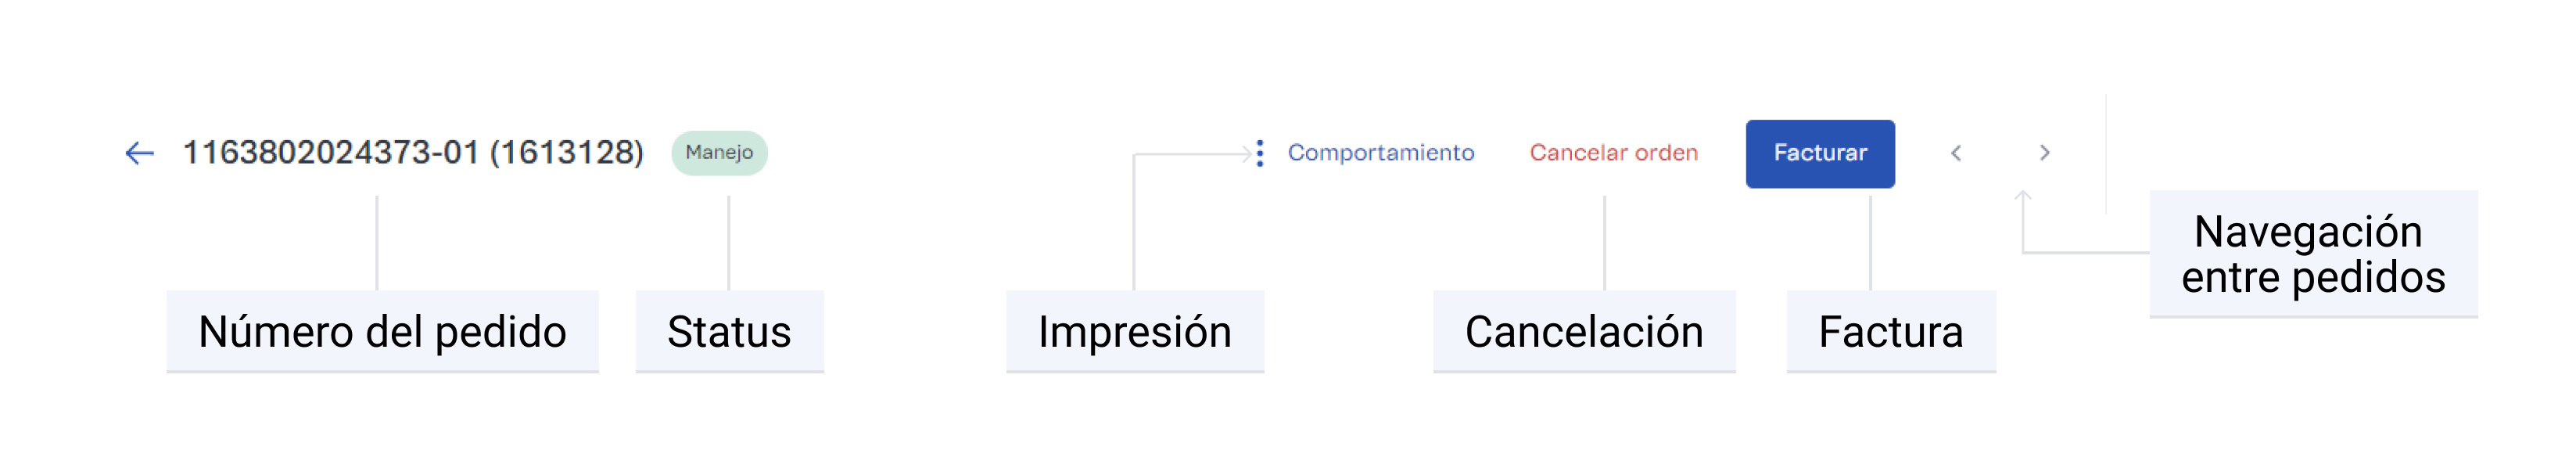 1163802024373-01 (1613128)
Manejo
Comportamiento
Cancelar orden
Facturar
Número del pedido
Status
Impresión
Cancelación
Factura
Navegación
entre pedidos